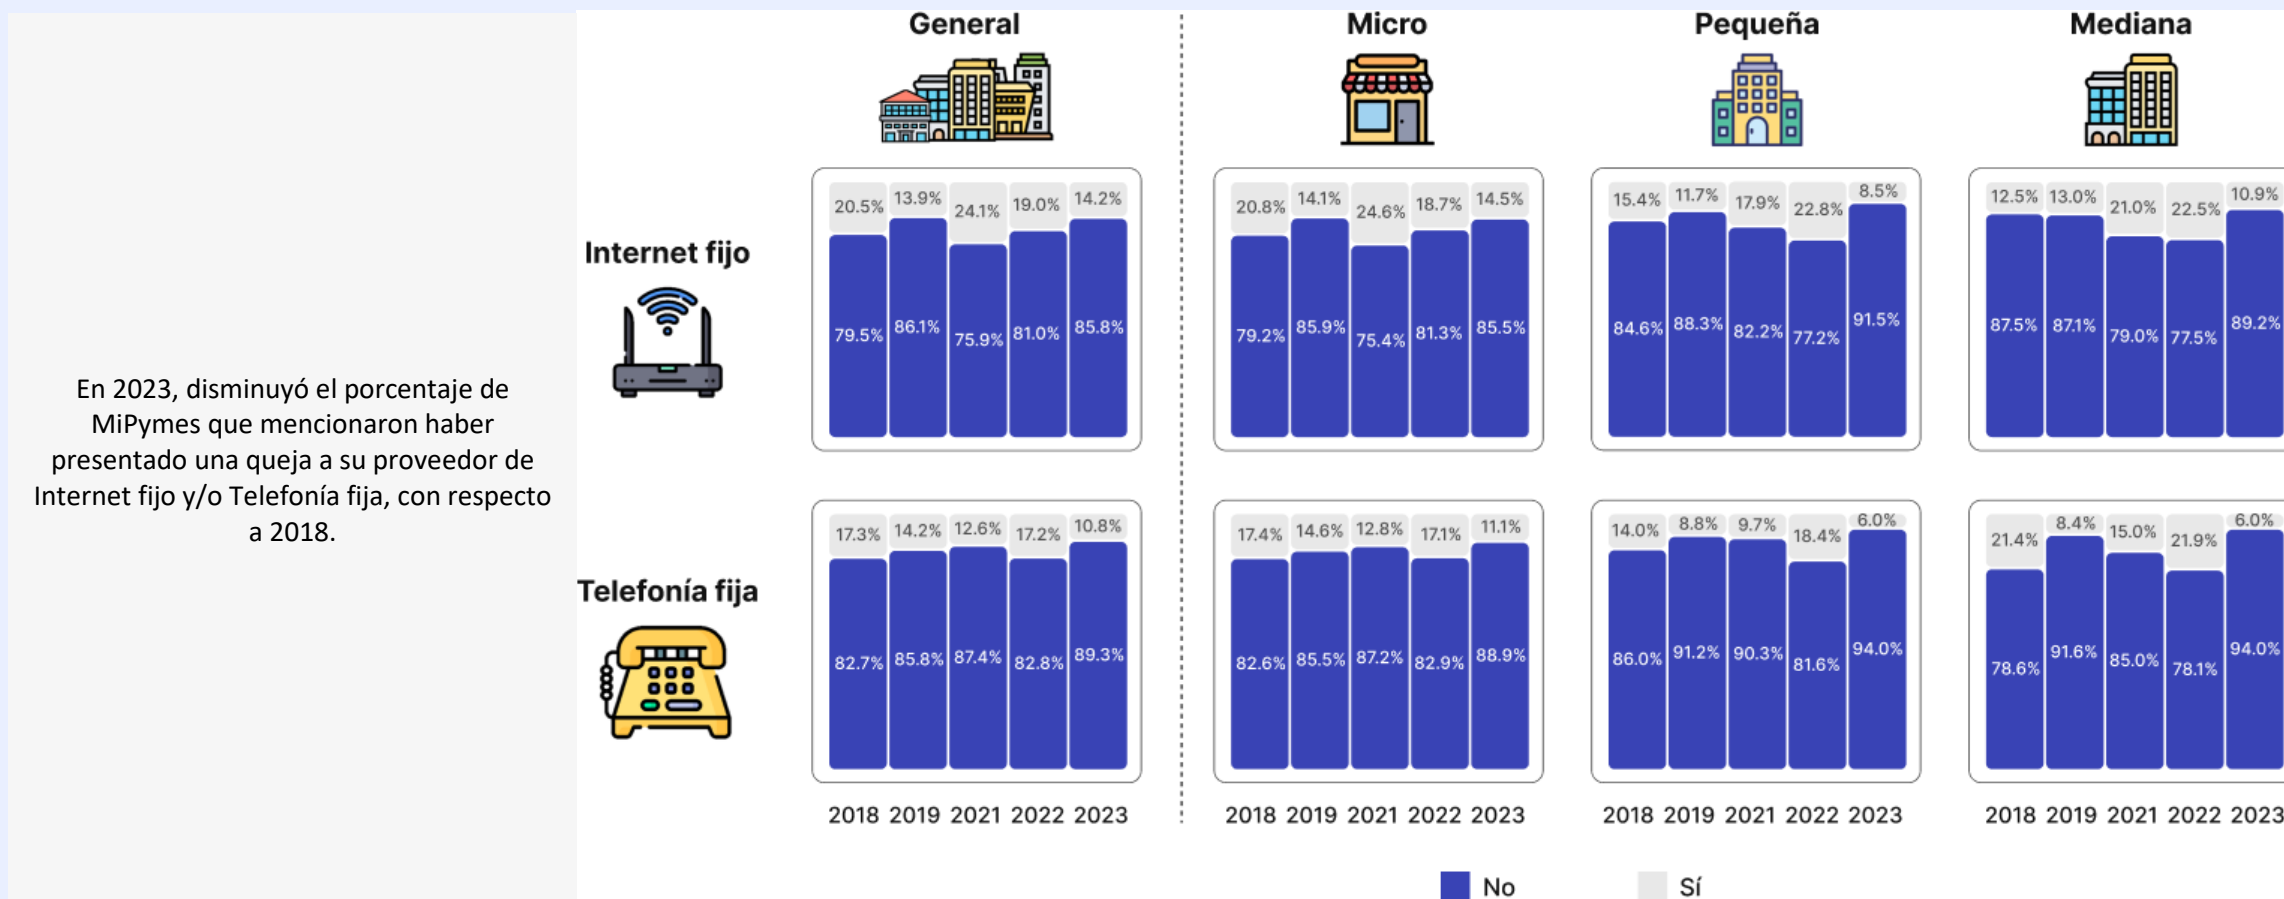 En 2023, disminuyó el porcentaje de
MiPymes que mencionaron haber
presentado una queja a su proveedor de
Internet fijo y/o Telefonía fija, con respecto
a 2018.
General
Micro
Pequeña
Mediana
Internet fijo
20.5% 13.9% 24.1% 19.0% 14.2%
79.5% 86.1% 75.9% 81.0% 85.8%
20.8% 14.1% 24.6% 18.7% 14.5%
79.2% 85.9% 75.4% 81.3% 85.5%
15.4% 11.7% 17.9% 22.8% 8.5%
84.6% 88.3% 82.2% 77.2% 91.5%
12.5% 13.0% 21.0% 22.5% 10.9%
87.5% 87.1% 79.0% 77.5% 89.2%
Telefonía fija
17.3% 14.2% 12.6% 17.2% 10.8%
82.7% 85.8% 87.4% 82.8% 89.3%
17.4% 14.6% 12.8% 17.1% 11.1%
82.6% 85.5% 87.2% 82.9% 88.9%
14.0% 8.8% 9.7% 18.4% 6.0%
86.0% 91.2% 90.3% 81.6% 94.0%
21.4% 8.4% 15.0% 21.9% 6.0%
78.6% 91.6% 85.0% 78.1% 94.0%
2018 2019 2021 2022 2023
2018 2019 2021 2022 2023
2018 2019 2021 2022 2023
2018 2019 2021 2022 2023
No
Sí